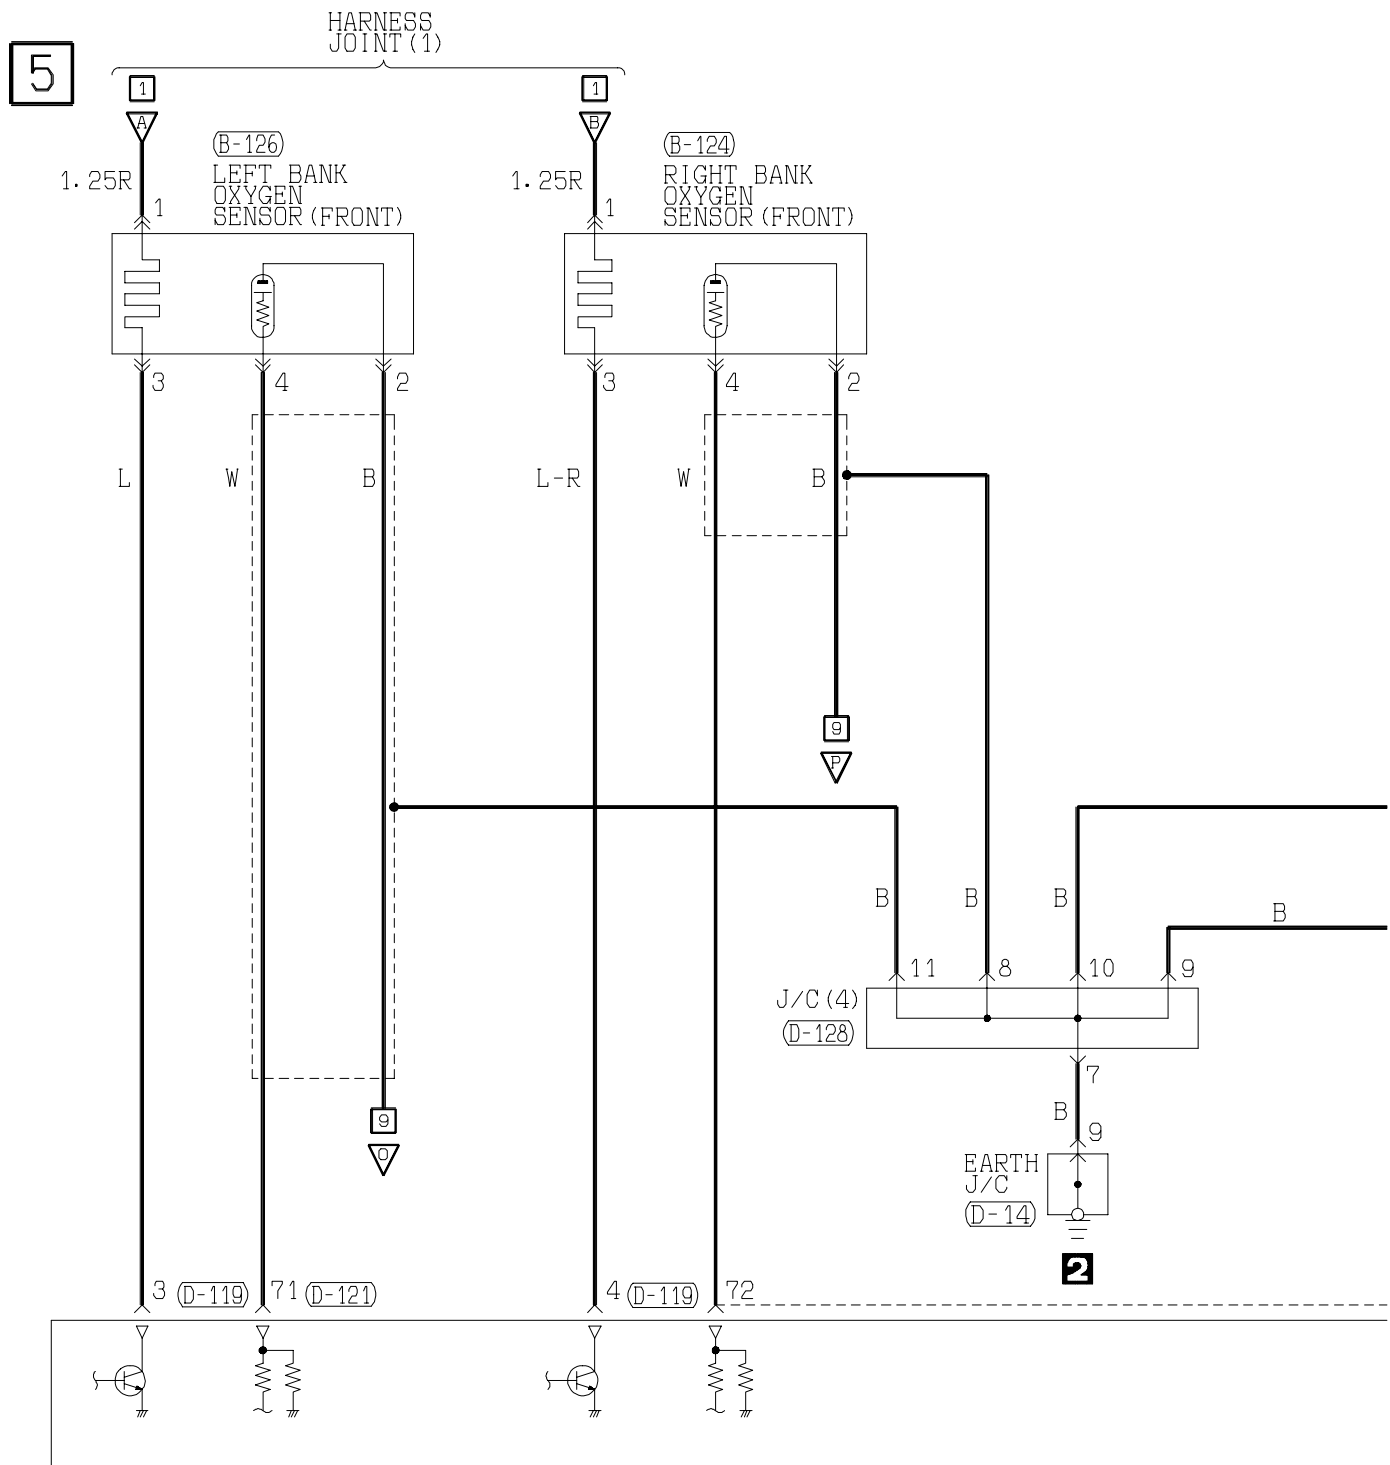 HARNESS
JOINT(1)
5
1
1
A
B
(B-126)
LEFT BANK
OXYGEN
SENSOR(FRONT)
(B-124)
RIGHT BANK
OXYGEN
SENSOR(FRONT)
1.25R
1
1.25R
1
3
4
2
3
4
2
L
W
B
L-R
W
B
9
P
B
B
B
B
11
8
10
9
J/C(4)
(D-128)
7
B
9
9
O
EARTH
J/C
(D-14)
2
3
(D-119)
71
(D-121)
4
(D-119)
72